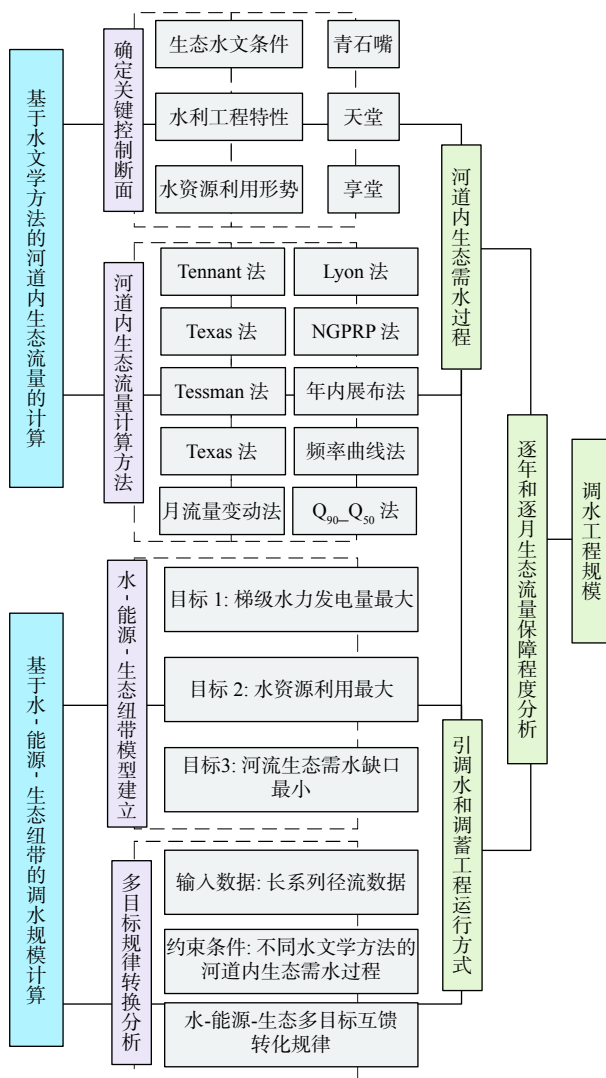 基于水文学方法的河道内生态流量的计算
确定关键控制断面
生态水文条件
青石嘴
水利工程特性
天堂
水资源利用形势
享堂
河道内生态流量计算方法
Tennant 法
Lyon 法
Texas 法
NGPRP 法
Tessman 法
年内展布法
Texas 法
频率曲线法
月流量变动法
Q90_Q50 法
基于水-能源-生态纽带的调水规模计算
水-能源-生态纽带模型建立
目标 1: 梯级水力发电量最大
目标 2: 水资源利用最大
目标3: 河流生态需水缺口
最小
多目标规律转换分析
输入数据: 长系列径流数据
约束条件: 不同水文学方法的
河道内生态需水过程
水-能源-生态多目标互馈
转化规律
河道内生态需水过程
引调水和调蓄工程运行方式
逐年和逐月生态流量保障程度分析
调水工程规模